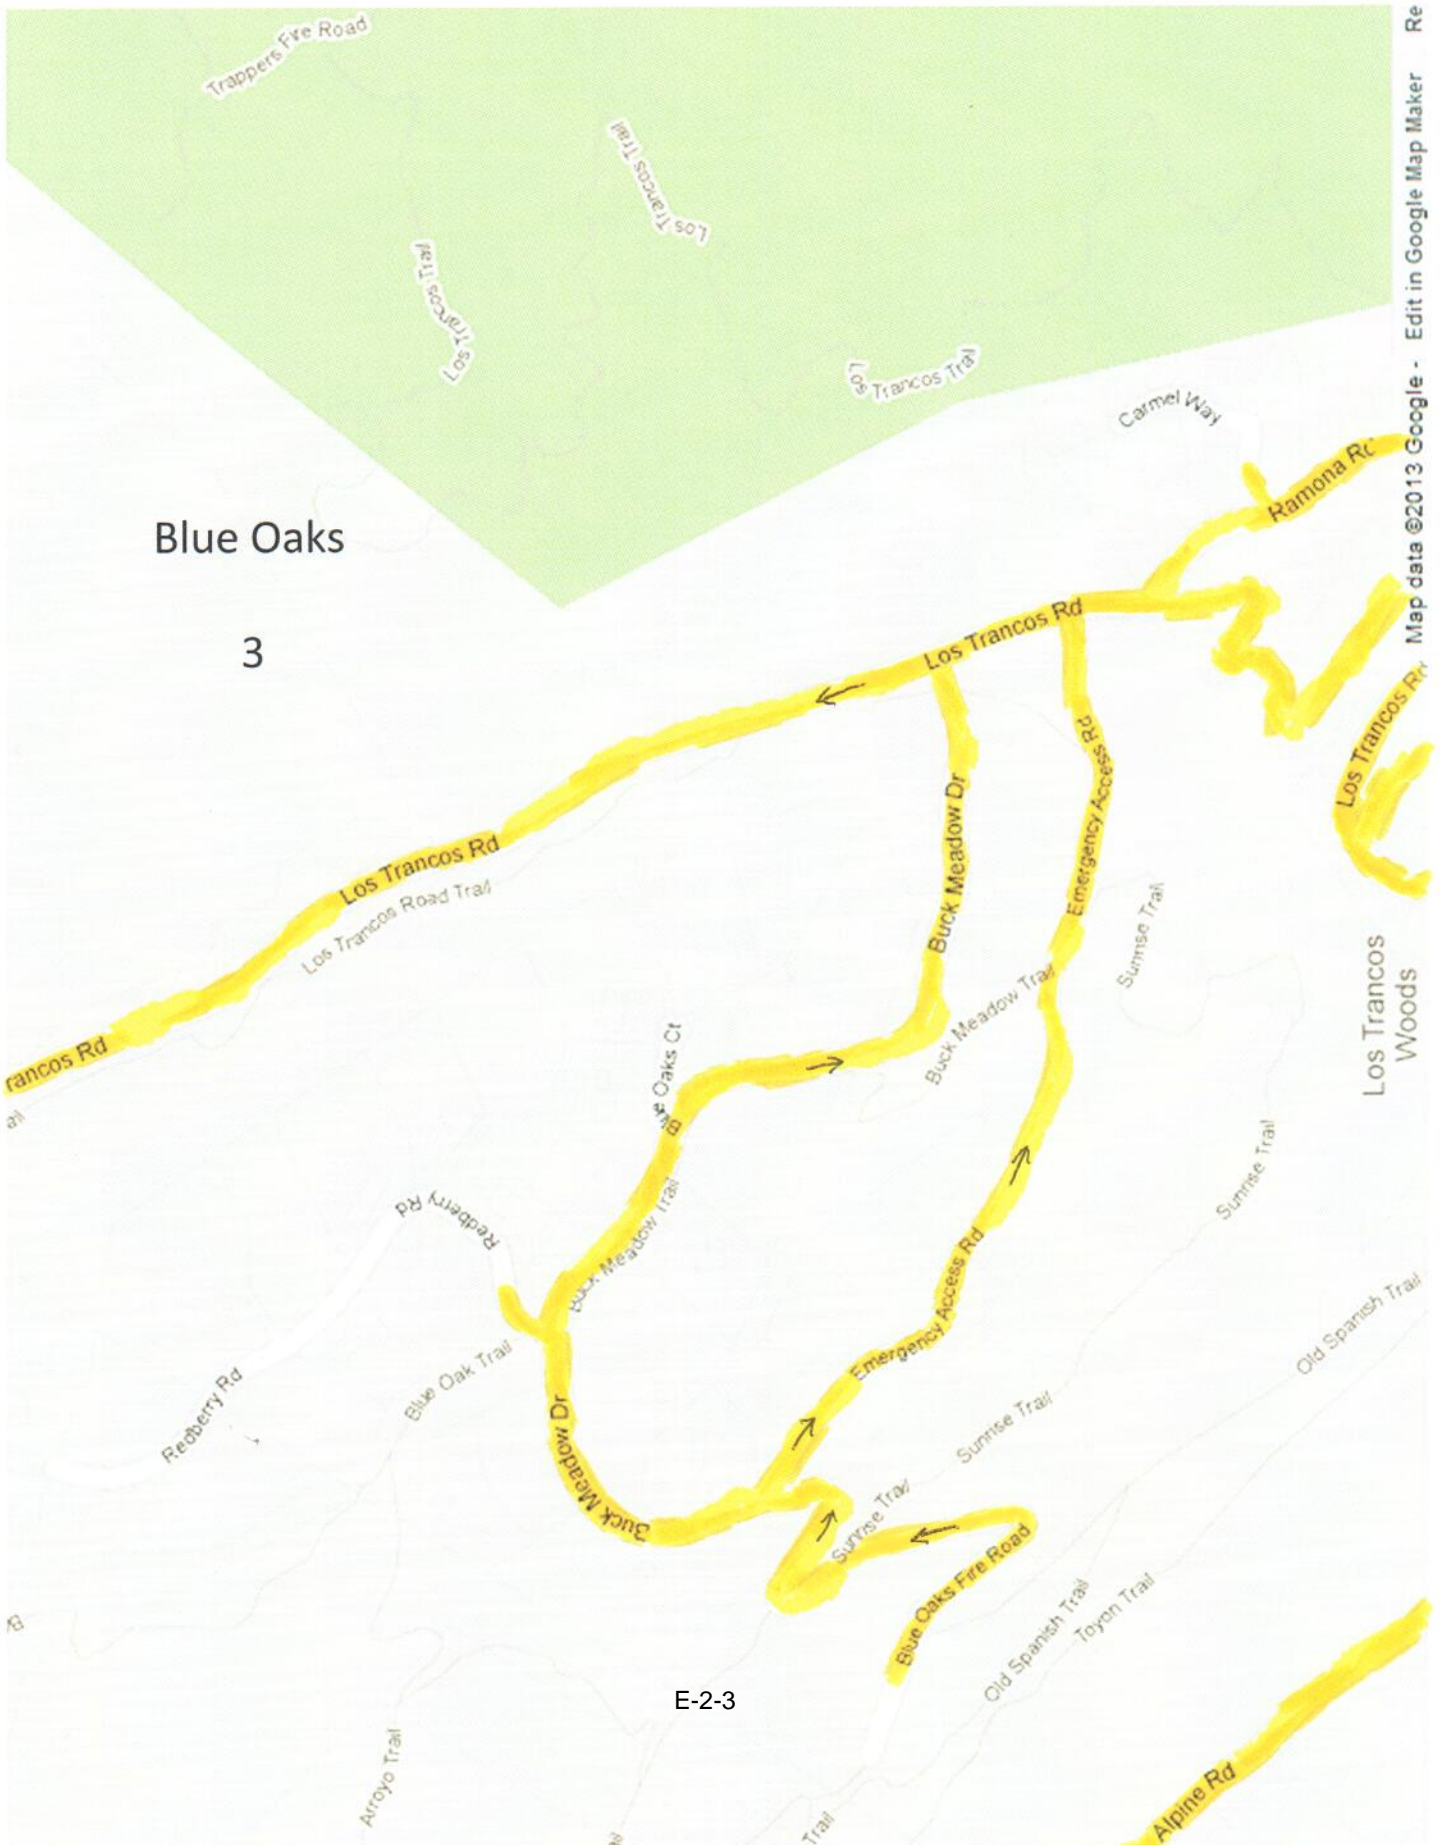 Trappers Fire Road
Los Trancos Trail
Los Trancos Trail
Los Trancos Trail
Carmel Way
Ramona Rd
Blue Oaks
3
Los Trancos Rd
Los Trancos Rd
Los Trancos Rd
Los Trancos Road Trail
rancos Rd
Buck Meadow Dr
Emergency Access Rd
Sunrise Trail
Buck Meadow Trail
Los Trancos
Woods
Blue Oaks Ct
Buck Meadow Trail
Redberry Rd
Redberry Rd
Blue Oak Trail
Buck Meadow Dr
Emergency Access Rd
Sunrise Trail
Sunrise Trail
Sunrise Trail
Old Spanish Trail
Old Spanish Trail
Toyon Trail
Blue Oaks Fire Road
E-2-3
Arroyo Trail
Trail
Alpine Rd
Map data ©2013 Google - Edit in Google Map Maker Re